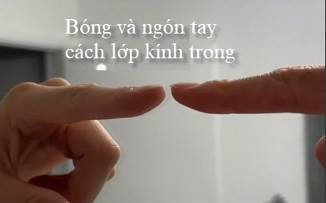 Bóng và ngón tay
cách lớp kính trong